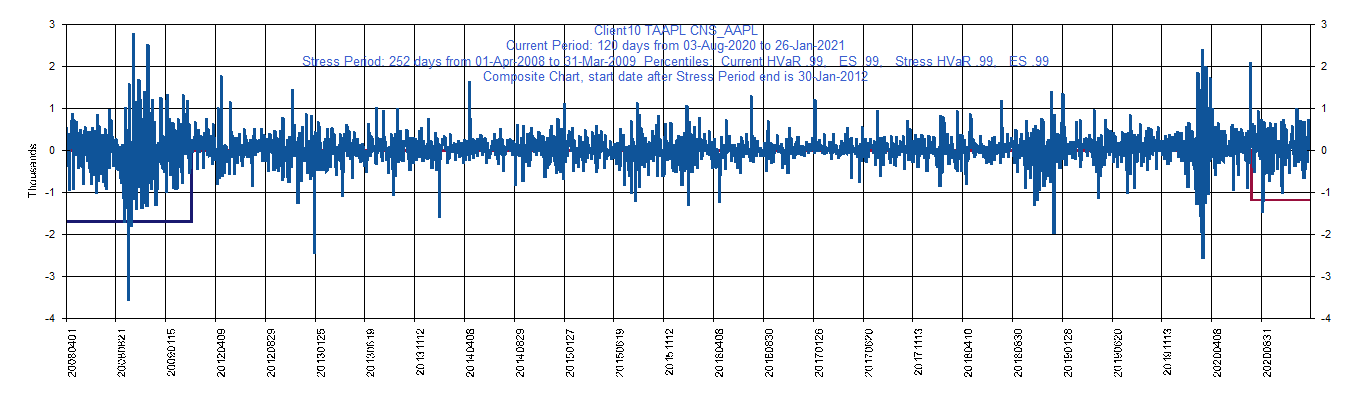 Client10 TAAPL CNS_AAPL
Current Period: 120 days from 03-Aug-2020 to 26-Jan-2021
Stress Period: 252 days from 01-Apr-2008 to 31-Mar-2009 Percentiles: Current HVaR .99, ES .99, Stress HVaR .99, ES .99
Composite Chart, start date after Stress Period end is 30-Jan-2012
3 3
2 2
1 1
0 0
-1 -1
-2 -2
-3 -3
-4 -4
Thousands
20080401 20080821 20090115 20120409 20120829 20130125 20130619 20131112 20140408 20140829 20150127 20150619 20151112 20160408 20160830 20170126 20170620 20171113 20180410 20180830 20190128 20190620 20191113 20200408 20200831